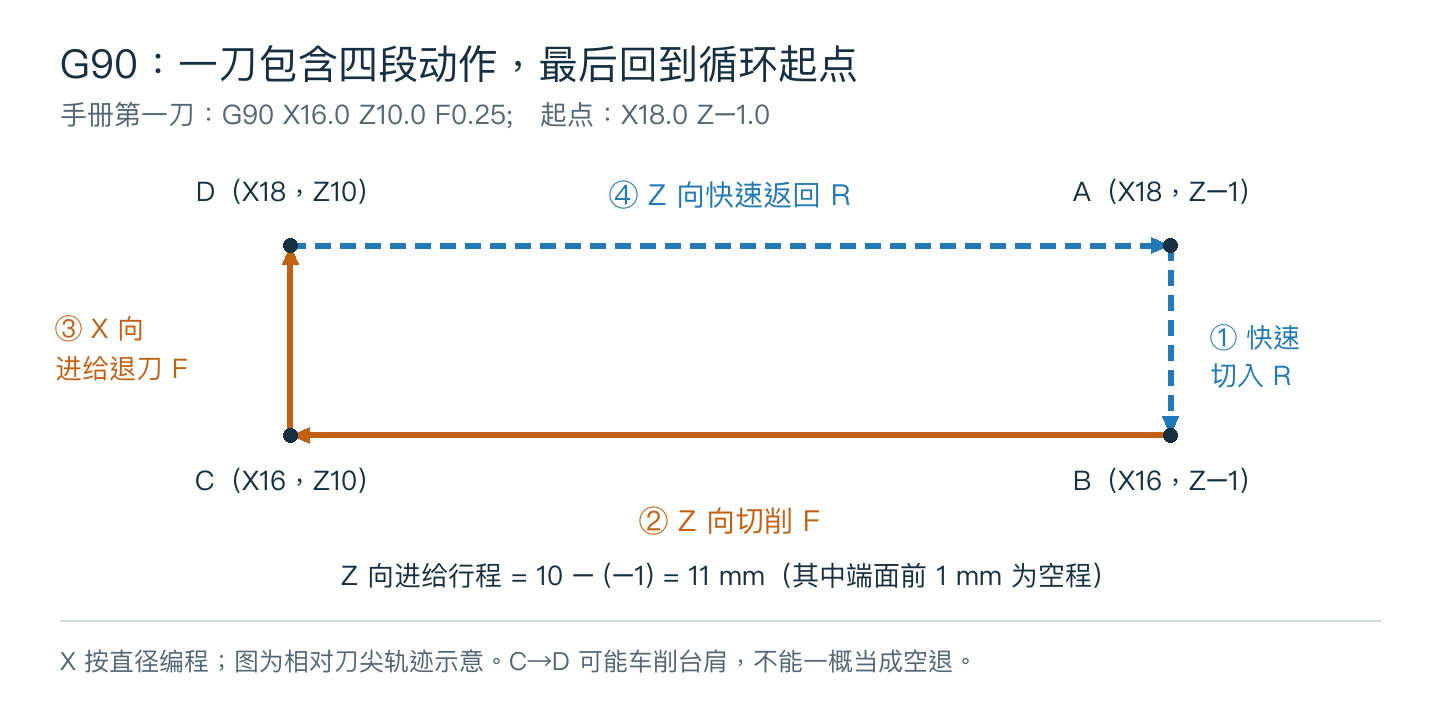 G90：一刀包含四段动作，最后回到循环起点
手册第一刀：G90 X16.0 Z10.0 F0.25; 起点：X18.0 Z−1.0
D（X18，Z10）
④ Z 向快速返回 R
A（X18，Z−1）
③ X 向
进给退刀 F
① 快速
切入 R
C（X16，Z10）
B（X16，Z−1）
② Z 向切削 F
Z 向进给行程 = 10 − (−1) = 11 mm（其中端面前 1 mm 为空程）
X 按直径编程；图为相对刀尖轨迹示意。C→D 可能车削台肩，不能一概当成空退。